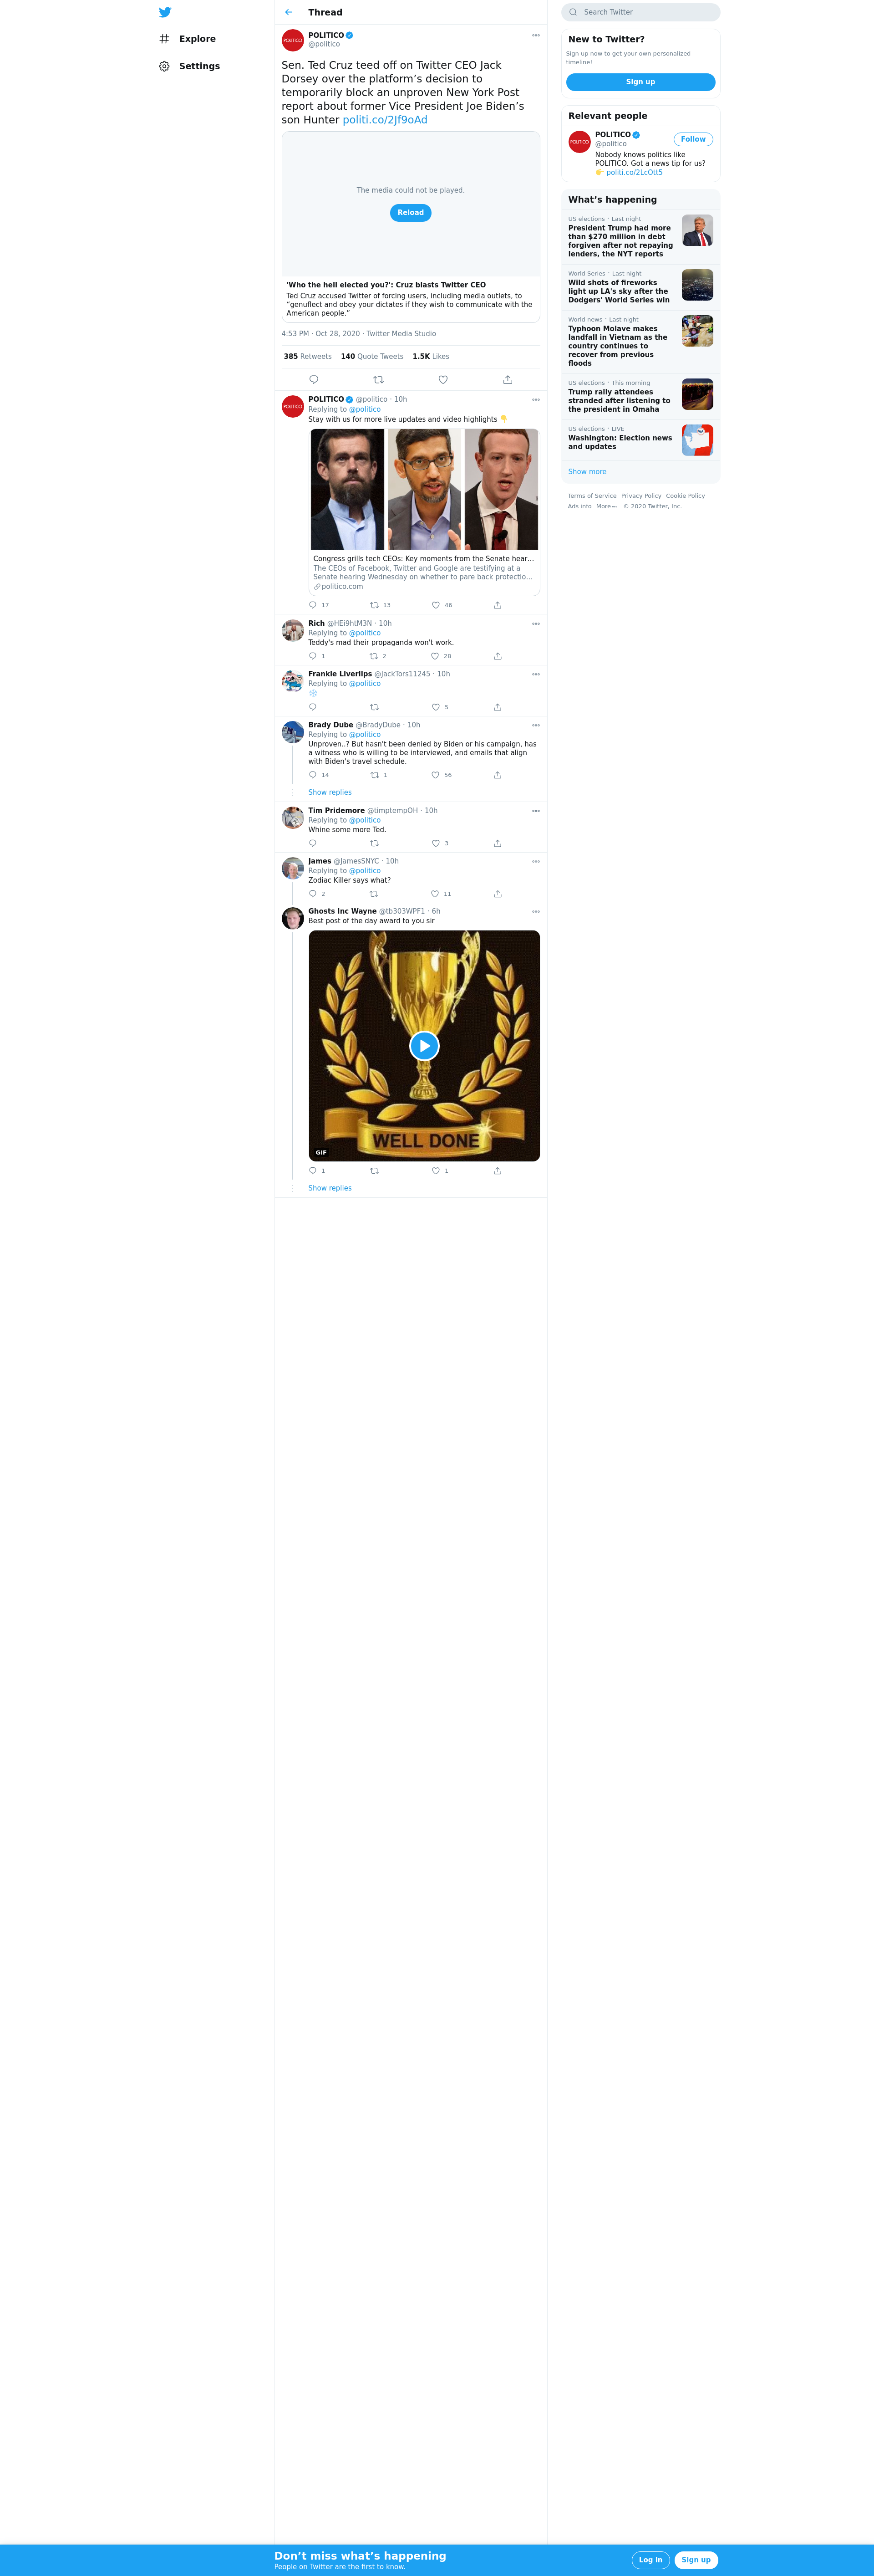 Explore
Settings
Thread
POLITICO
POLITICO
@politico
Sen. Ted Cruz teed off on Twitter CEO Jack
Dorsey over the platform’s decision to
temporarily block an unproven New York Post
report about former Vice President Joe Biden’s
son Hunter politi.co/2Jf9oAd
The media could not be played.
Reload
'Who the hell elected you?': Cruz blasts Twitter CEO
Ted Cruz accused Twitter of forcing users, including media outlets, to
“genuflect and obey your dictates if they wish to communicate with the
American people.”
4:53 PM · Oct 28, 2020 · Twitter Media Studio
385 Retweets 140 Quote Tweets 1.5K Likes
POLITICO
POLITICO @politico · 10h
Replying to @politico
Stay with us for more live updates and video highlights 👇
Congress grills tech CEOs: Key moments from the Senate hear...
The CEOs of Facebook, Twitter and Google are testifying at a
Senate hearing Wednesday on whether to pare back protectio...
politico.com
17 13 46
Rich @HEi9htM3N · 10h
Replying to @politico
Teddy's mad their propaganda won't work.
1 2 28
Frankie Liverlips @JackTors11245 · 10h
Replying to @politico
❄️
5
Brady Dube @BradyDube · 10h
Replying to @politico
Unproven..? But hasn't been denied by Biden or his campaign, has
a witness who is willing to be interviewed, and emails that align
with Biden's travel schedule.
14 1 56
Show replies
Tim Pridemore @timptempOH · 10h
Replying to @politico
Whine some more Ted.
3
James @JamesSNYC · 10h
Replying to @politico
Zodiac Killer says what?
2 11
Ghosts Inc Wayne @tb303WPF1 · 6h
Best post of the day award to you sir
WELL DONE
GIF
1 1
Show replies
Search Twitter
New to Twitter?
Sign up now to get your own personalized
timeline!
Sign up
Relevant people
POLITICO
POLITICO
@politico
Follow
Nobody knows politics like
POLITICO. Got a news tip for us?
👉 politi.co/2LcOtt5
What’s happening
US elections · Last night
President Trump had more
than $270 million in debt
forgiven after not repaying
lenders, the NYT reports
World Series · Last night
Wild shots of fireworks
light up LA's sky after the
Dodgers' World Series win
World news · Last night
Typhoon Molave makes
landfall in Vietnam as the
country continues to
recover from previous
floods
US elections · This morning
Trump rally attendees
stranded after listening to
the president in Omaha
US elections · LIVE
Washington: Election news
and updates
Show more
Terms of Service Privacy Policy Cookie Policy
Ads info More © 2020 Twitter, Inc.
Don’t miss what’s happening
People on Twitter are the first to know.
Log in
Sign up